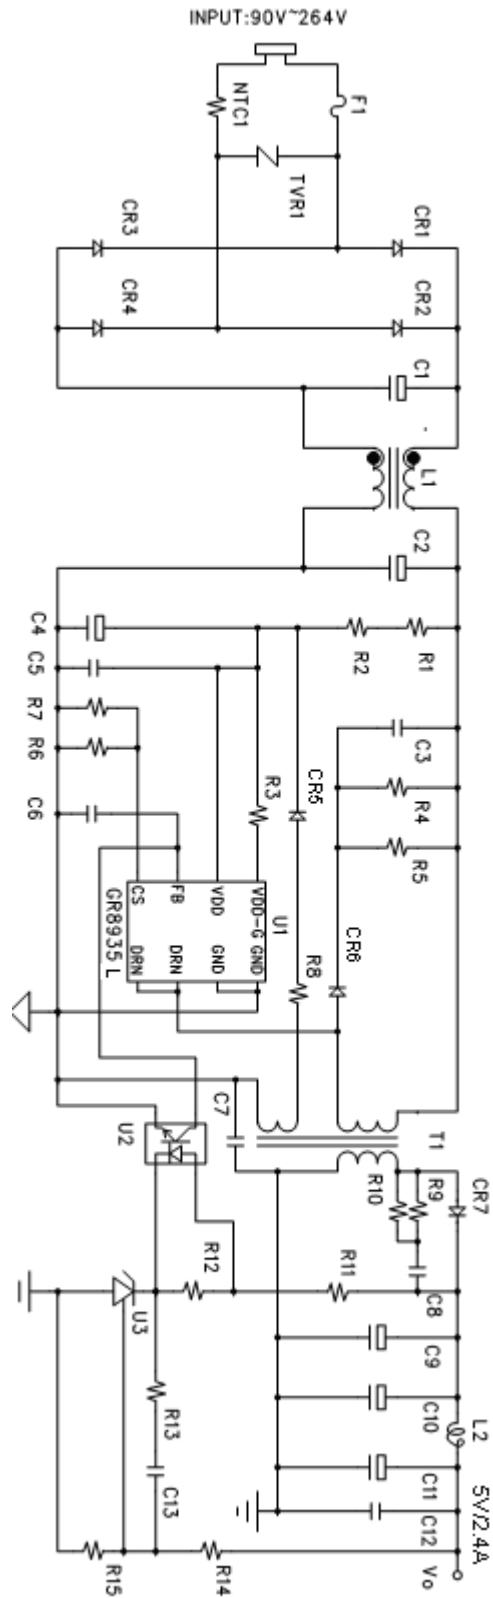 INPUT:90V~264V
F1
NTC1
TVR1
CR3
CR1
CR4
CR2
C1
L1
C2
C4
R2
R1
C5
R7
C3
R6
R3
CR5
R4
C6
R5
CS
FB
VDD
VDD-G
GND
U1
CR6
DRN
DRN
GND
GR8935L
R8
C7
U2
T1
R10
R9
CR7
R12
R11
C8
U3
C9
R13
C10
L2
C13
C11
5V/2.4A
C12
Vo
R15
R14